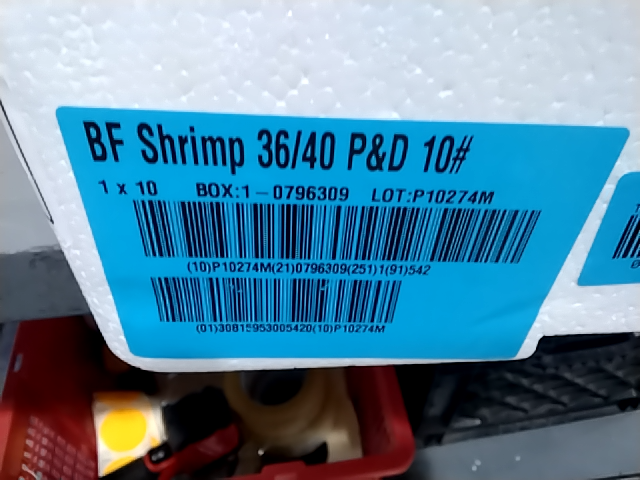 BF Shrimp 36/40 P&D 10#
1 x 10 BOX:1-0796309 LOT:P10274M
(10)P10274M(21)0796309(251)1(91)542
(01)30815953005420(10)P10274M